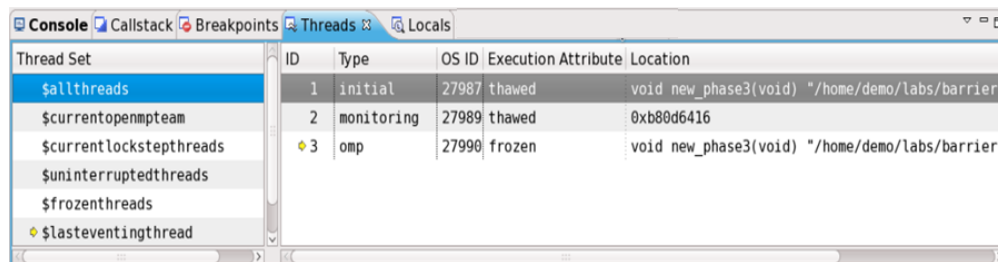 Console Callstack Breakpoints Threads Locals
Thread Set
$allthreads
$currentopenmpteam
$currentlockstepthreads
$uninterruptedthreads
$frozenthreads
$lasteventingthread
ID Type OS ID Execution Attribute Location
1 initial 27987 thawed void new_phase3(void) "/home/demo/labs/barrier
2 monitoring 27989 thawed 0xb80d6416
3 omp 27990 frozen void new_phase3(void) "/home/demo/labs/barrier